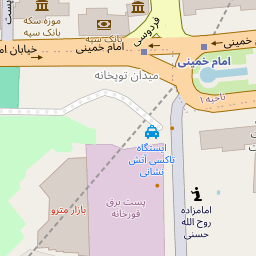 پست
موزه سکه
بانک سپه
بانک سپه
فردوسی
خیابان امام
امام خمینی
خمینی
میدان توپخانه
امام خمینی
ناحیه ۱
ایستگاه
تاکسی آتش
نشانی
پست برق
قورخانه
بازار مترو
امامزاده
روح الله
حسنی